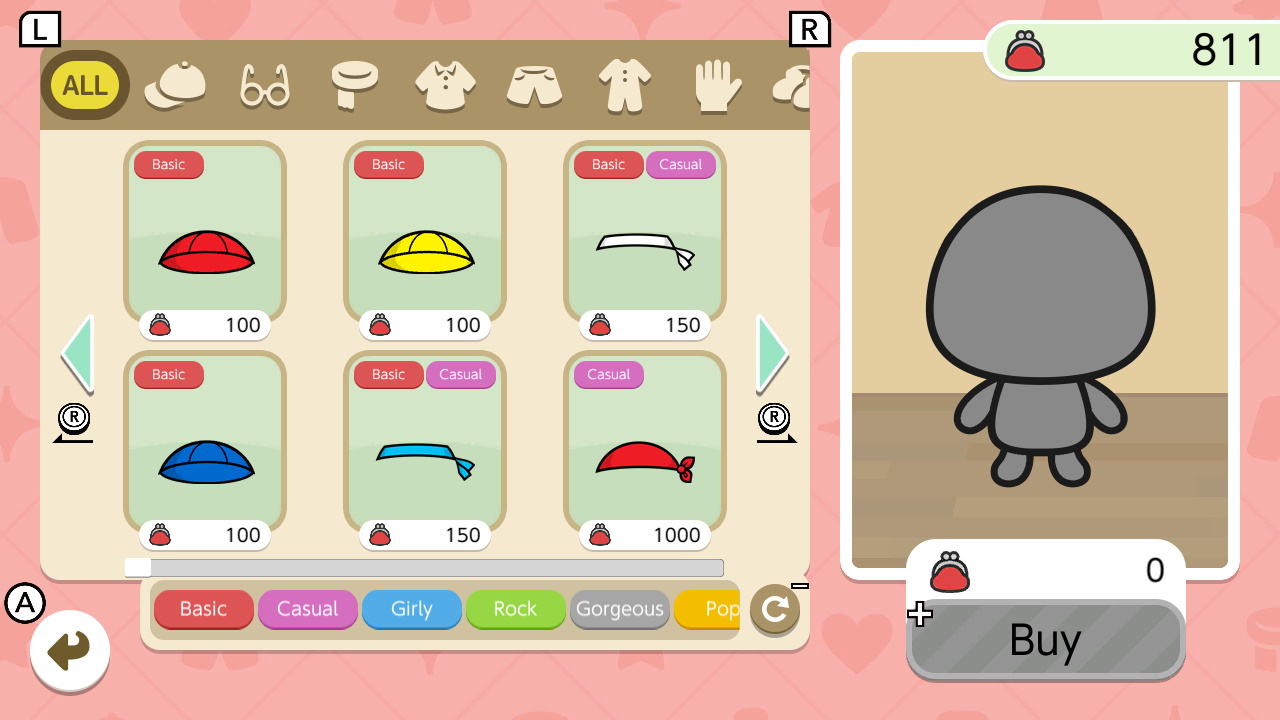 L
R
811
ALL
Basic
Basic
Basic Casual
100
100
150
Basic
Basic Casual
Casual
R
R
100
150
1000
0
A
Basic Casual Girly Rock Gorgeous Pop
Buy